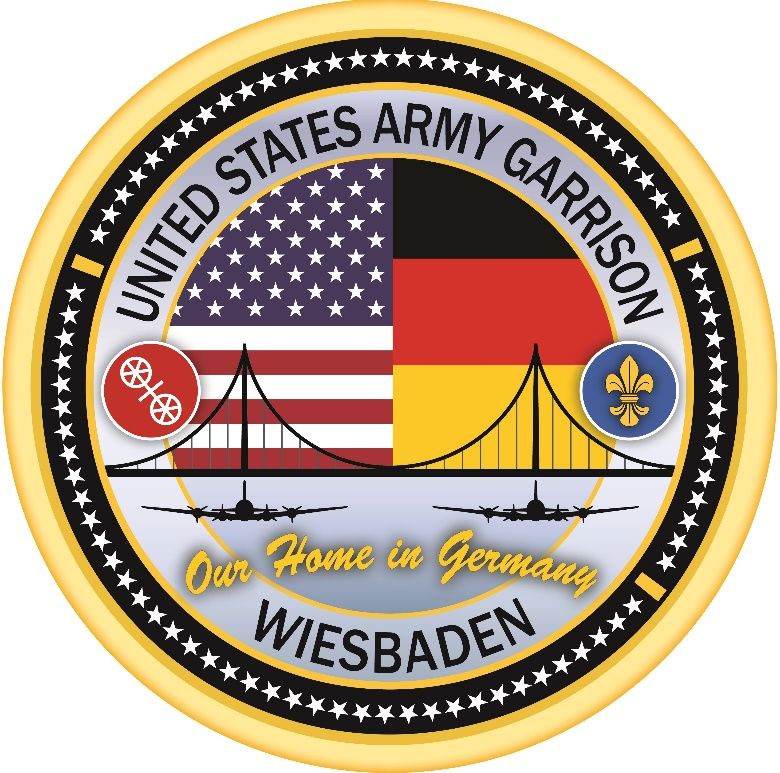 UNITED STATES ARMY GARRISON
Our Home in Germany
WIESBADEN